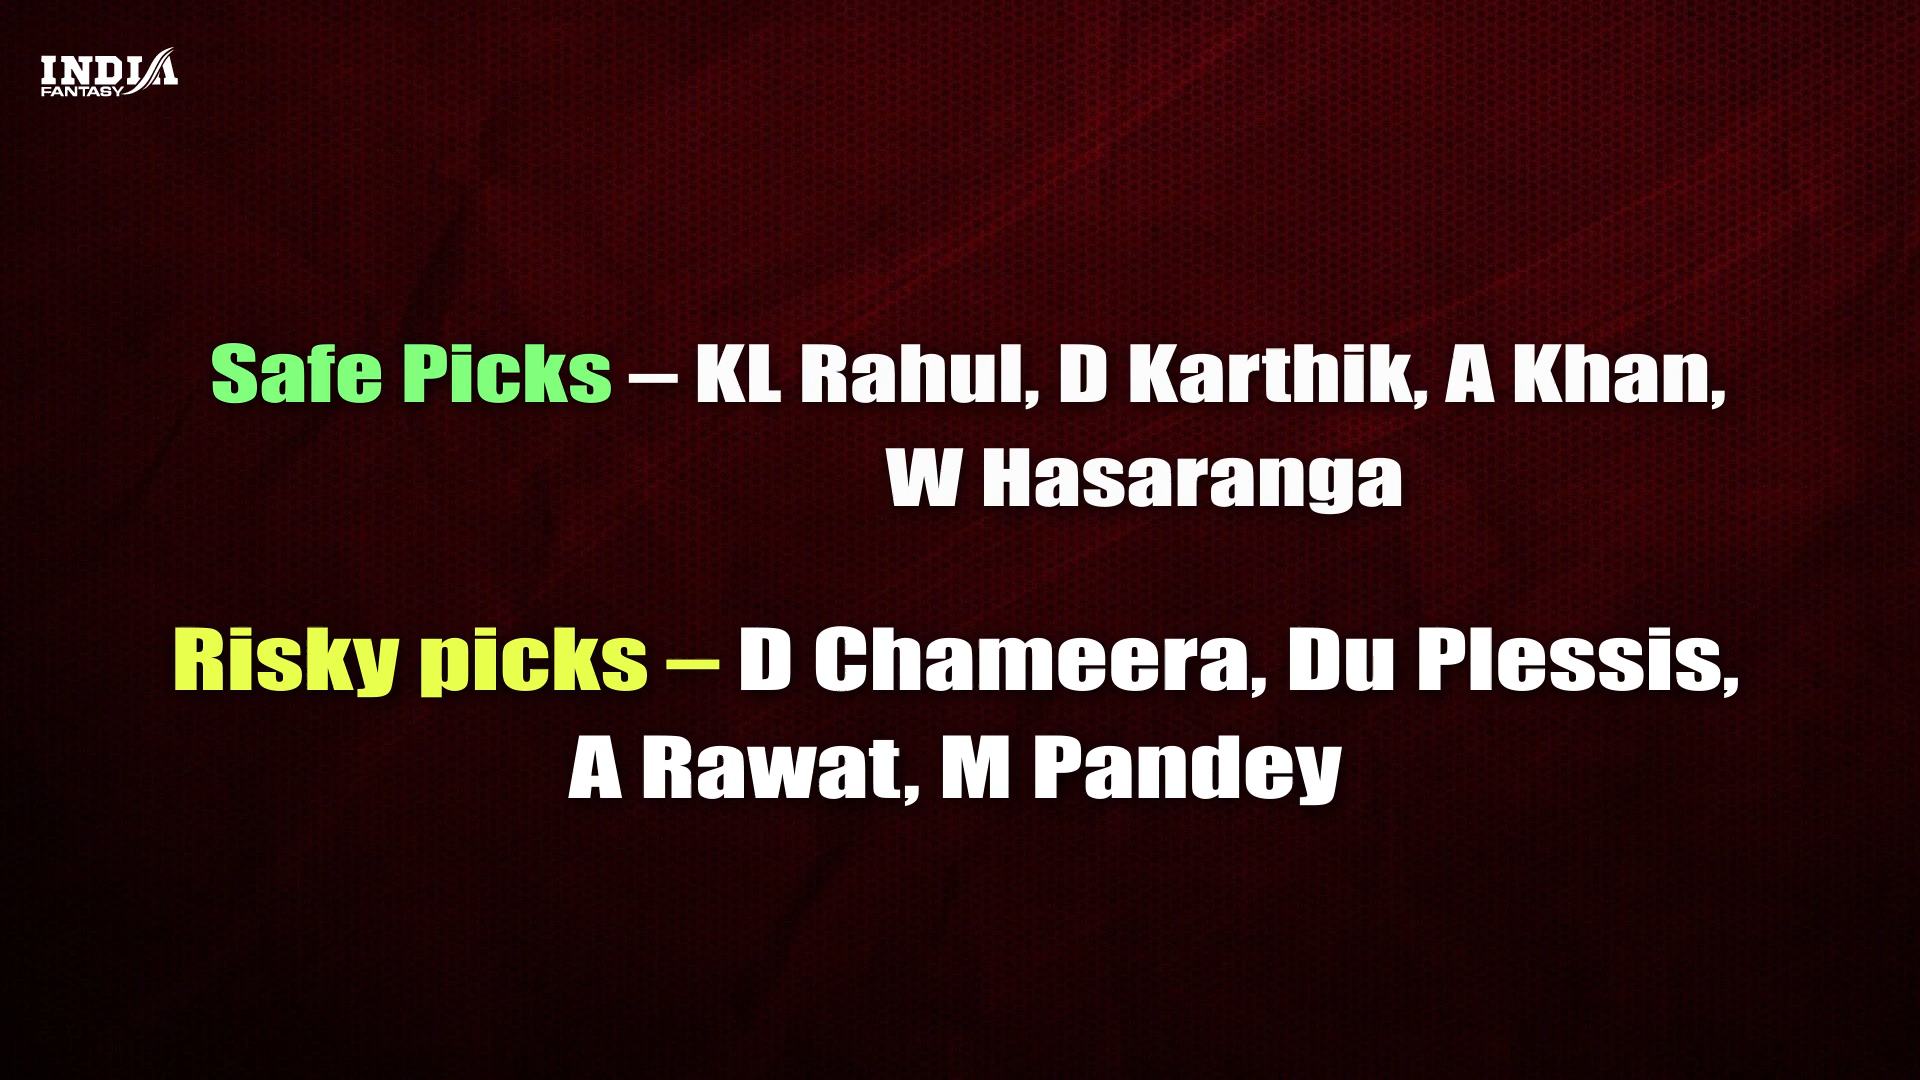 INDIA
FANTASY
Safe Picks – KL Rahul, D Karthik, A Khan,
W Hasaranga
Risky picks – D Chameera, Du Plessis,
A Rawat, M Pandey